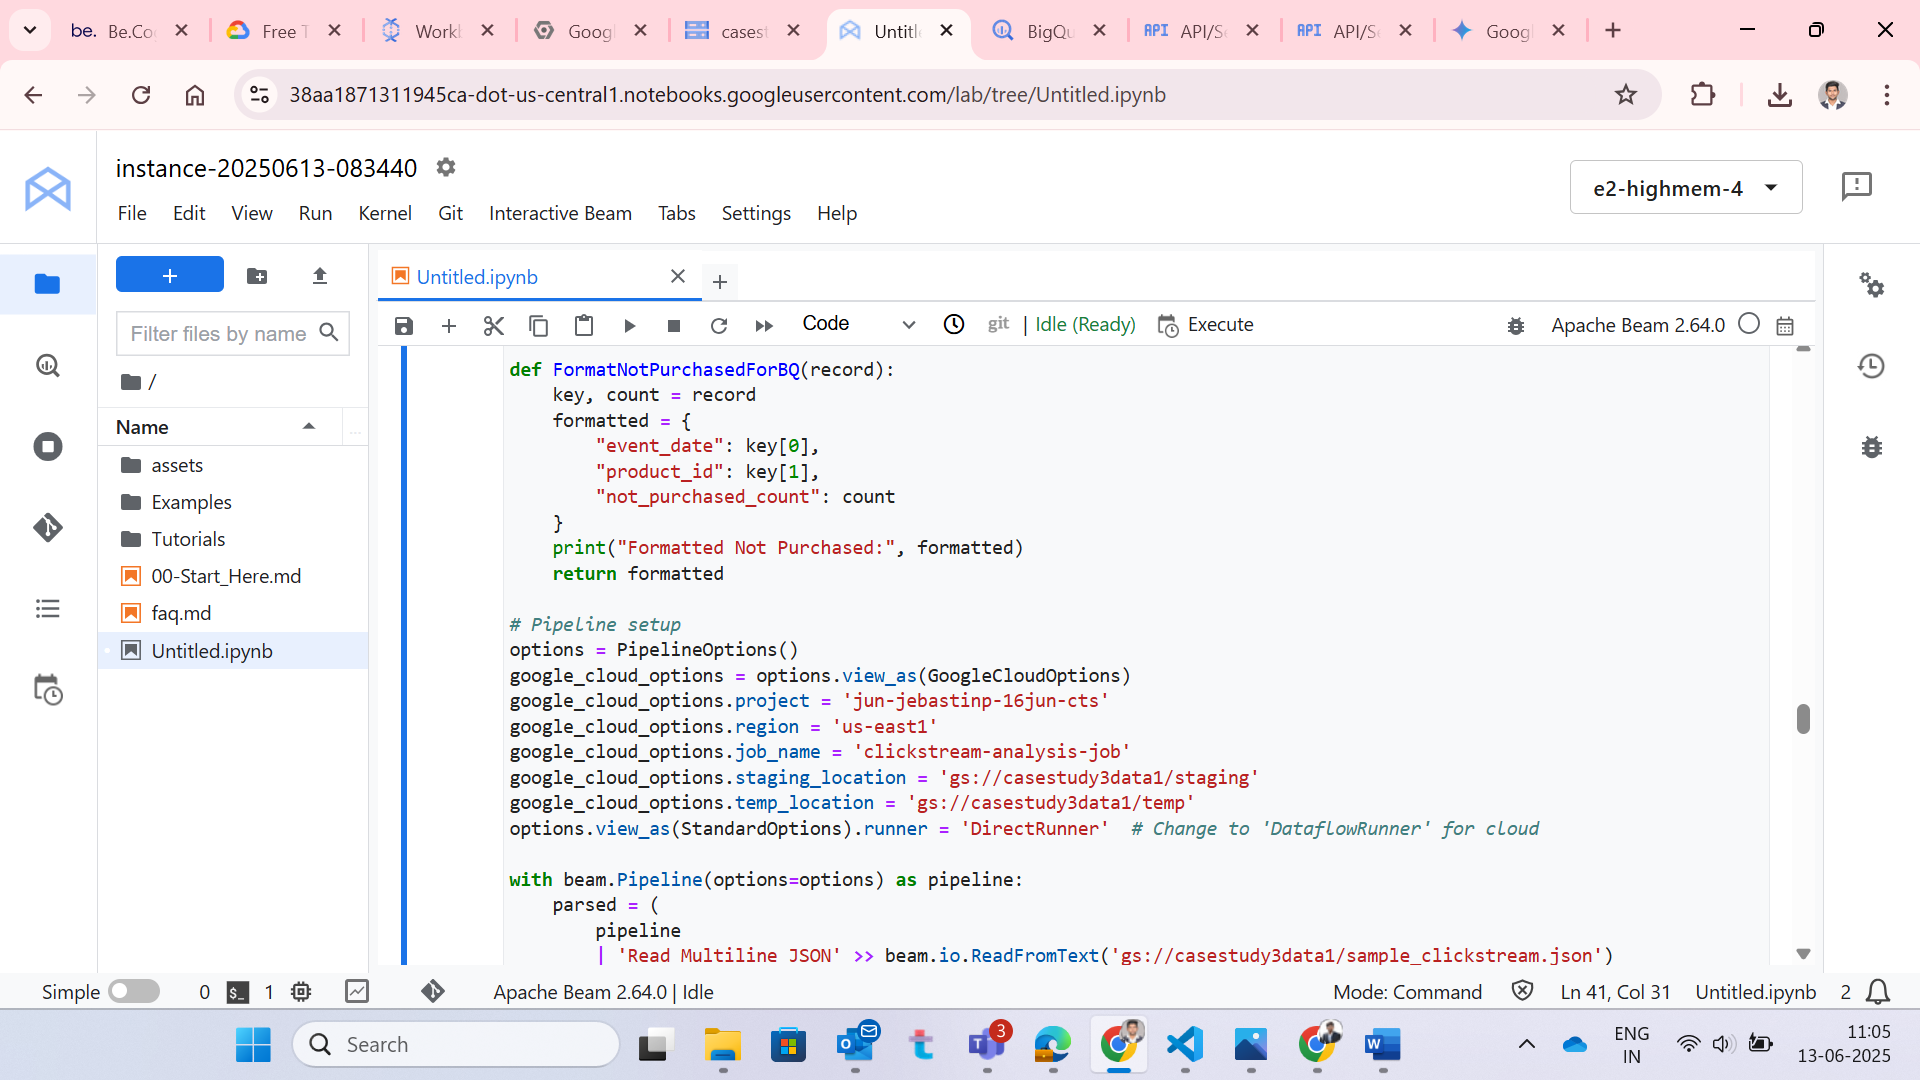 be. Be.Co
Free T
Workl
Googl
casest
Untitle
BigQu
API API/Se
API API/Se
Googl
38aa1871311945ca-dot-us-central1.notebooks.googleusercontent.com/lab/tree/Untitled.ipynb
instance-20250613-083440
e2-highmem-4
File Edit View Run Kernel Git Interactive Beam Tabs Settings Help
Untitled.ipynb
Filter files by name
Code
git | Idle (Ready) Execute
Apache Beam 2.64.0
/
Name
...
assets
Examples
Tutorials
00-Start_Here.md
faq.md
Untitled.ipynb
def FormatNotPurchasedForBQ(record):
    key, count = record
    formatted = {
        "event_date": key[0],
        "product_id": key[1],
        "not_purchased_count": count
    }
    print("Formatted Not Purchased:", formatted)
    return formatted
# Pipeline setup
options = PipelineOptions()
google_cloud_options = options.view_as(GoogleCloudOptions)
google_cloud_options.project = 'jun-jebastinp-16jun-cts'
google_cloud_options.region = 'us-east1'
google_cloud_options.job_name = 'clickstream-analysis-job'
google_cloud_options.staging_location = 'gs://casestudy3data1/staging'
google_cloud_options.temp_location = 'gs://casestudy3data1/temp'
options.view_as(StandardOptions).runner = 'DirectRunner'  # Change to 'DataflowRunner' for cloud
with beam.Pipeline(options=options) as pipeline:
    parsed = (
        pipeline
        | 'Read Multiline JSON' >> beam.io.ReadFromText('gs://casestudy3data1/sample_clickstream.json')
Simple 0 $_ 1 Apache Beam 2.64.0 | Idle
Mode: Command Ln 41, Col 31 Untitled.ipynb 2
Search
3
ENG
IN
11:05
13-06-2025